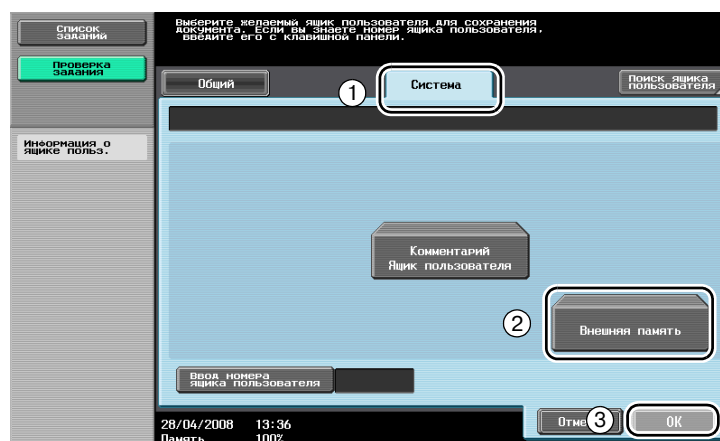 Список
заданий
Выберите желаемый ящик пользователя для сохранения
документа. Если вы знаете номер ящика пользователя,
введите его с клавишной панели.
Проверка
задания
Общий
1
Система
Поиск ящика
пользователя
Информация о
ящике польз.
Комментарий
Ящик пользователя
2
Внешняя память
Ввод номера
ящика пользователя
28/04/2008 13:36
Память 100%
3
OK